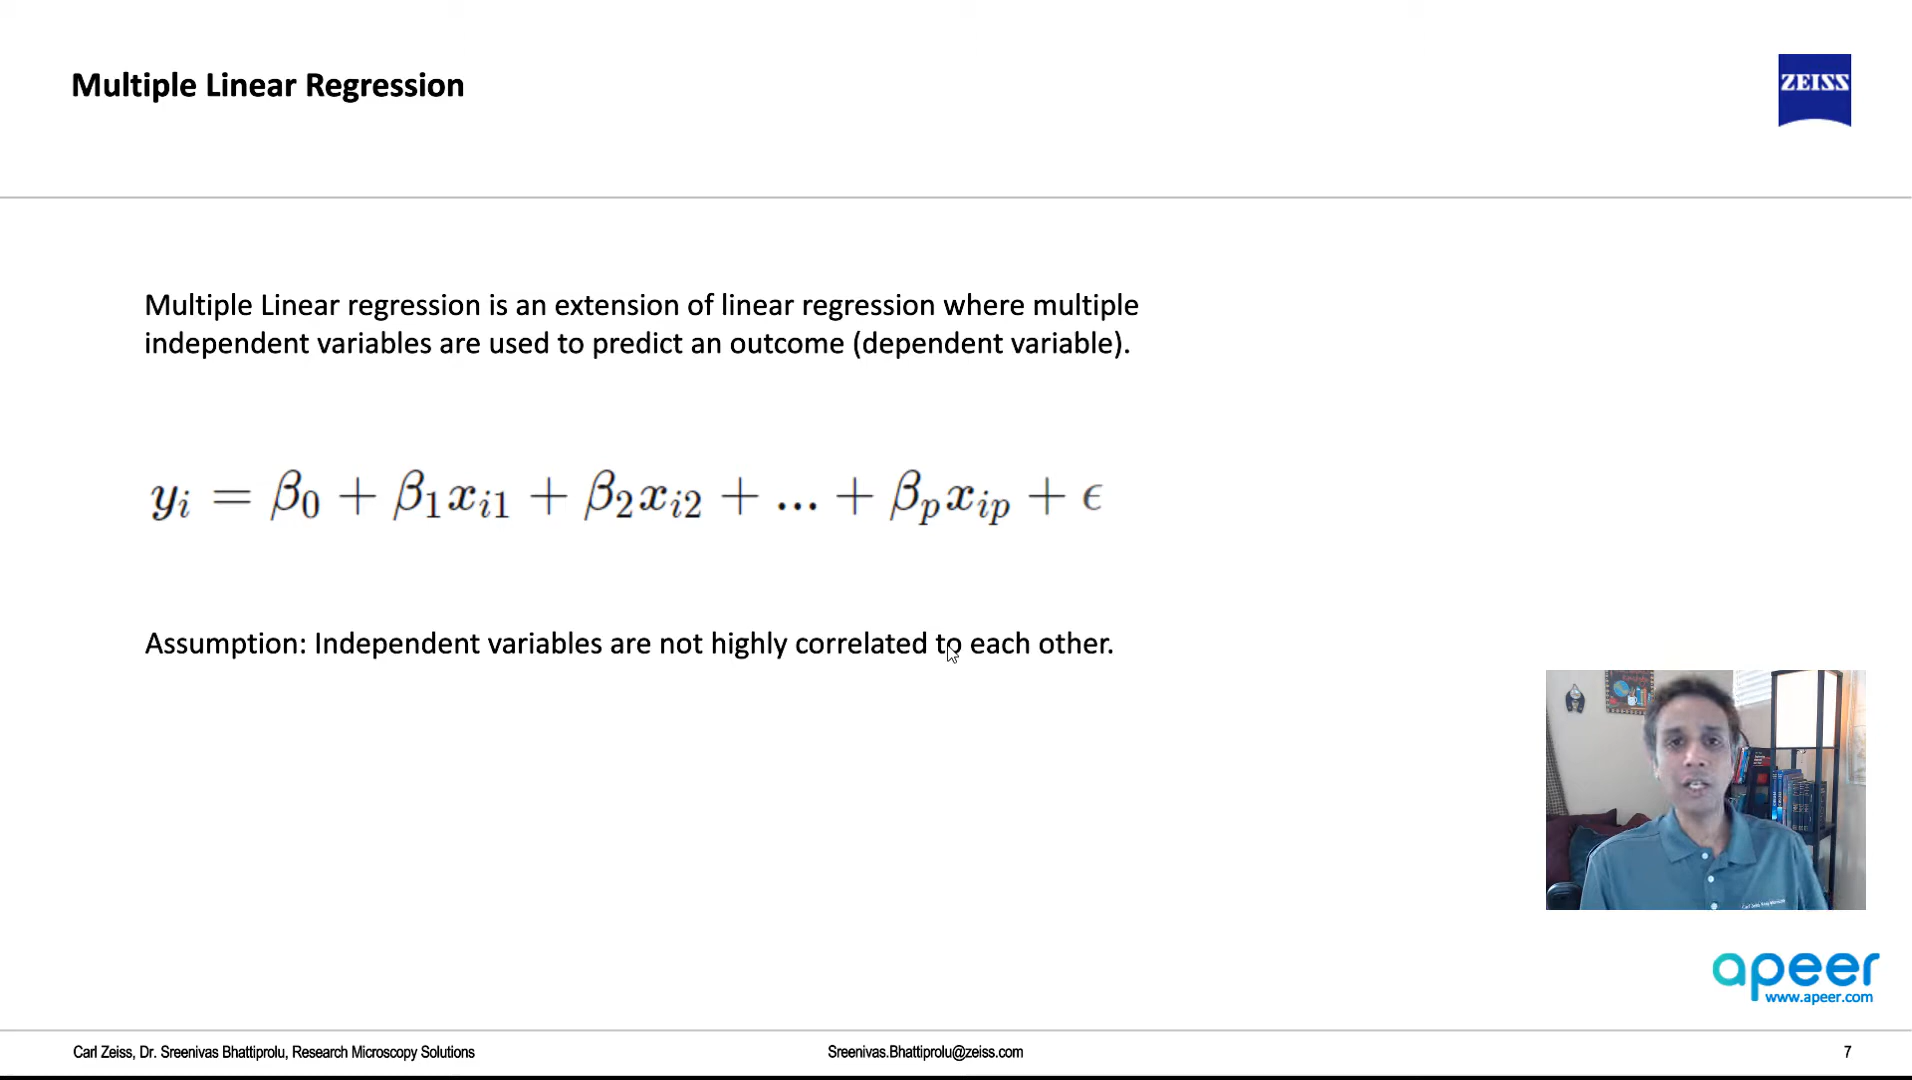 Multiple Linear Regression
ZEISS
Multiple Linear regression is an extension of linear regression where multiple
independent variables are used to predict an outcome (dependent variable).
yᵢ = β₀ + β₁xᵢ₁ + β₂xᵢ₂ + ... + βₚxᵢₚ + ϵ
Assumption: Independent variables are not highly correlated to each other.
apeer
www.apeer.com
Carl Zeiss, Dr. Sreenivas Bhattiprolu, Research Microscopy Solutions
Sreenivas.Bhattiprolu@zeiss.com
7